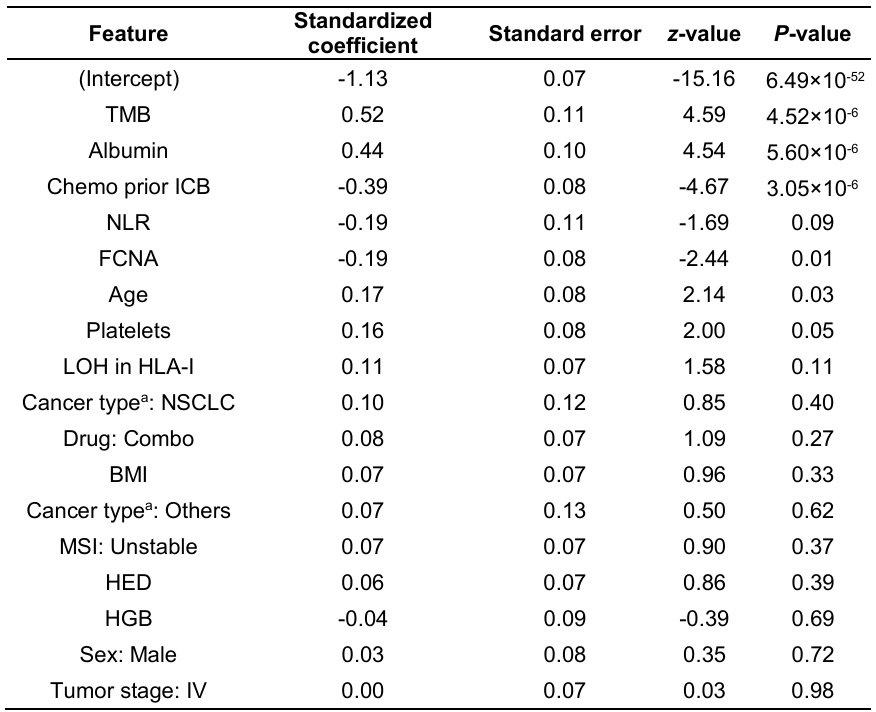 Feature Standardized coefficient Standard error z-value P-value
(Intercept) -1.13 0.07 -15.16 6.49×10⁻⁵²
TMB 0.52 0.11 4.59 4.52×10⁻⁶
Albumin 0.44 0.10 4.54 5.60×10⁻⁶
Chemo prior ICB -0.39 0.08 -4.67 3.05×10⁻⁶
NLR -0.19 0.11 -1.69 0.09
FCNA -0.19 0.08 -2.44 0.01
Age 0.17 0.08 2.14 0.03
Platelets 0.16 0.08 2.00 0.05
LOH in HLA-I 0.11 0.07 1.58 0.11
Cancer typeᵃ: NSCLC 0.10 0.12 0.85 0.40
Drug: Combo 0.08 0.07 1.09 0.27
BMI 0.07 0.07 0.96 0.33
Cancer typeᵃ: Others 0.07 0.13 0.50 0.62
MSI: Unstable 0.07 0.07 0.90 0.37
HED 0.06 0.07 0.86 0.39
HGB -0.04 0.09 -0.39 0.69
Sex: Male 0.03 0.08 0.35 0.72
Tumor stage: IV 0.00 0.07 0.03 0.98